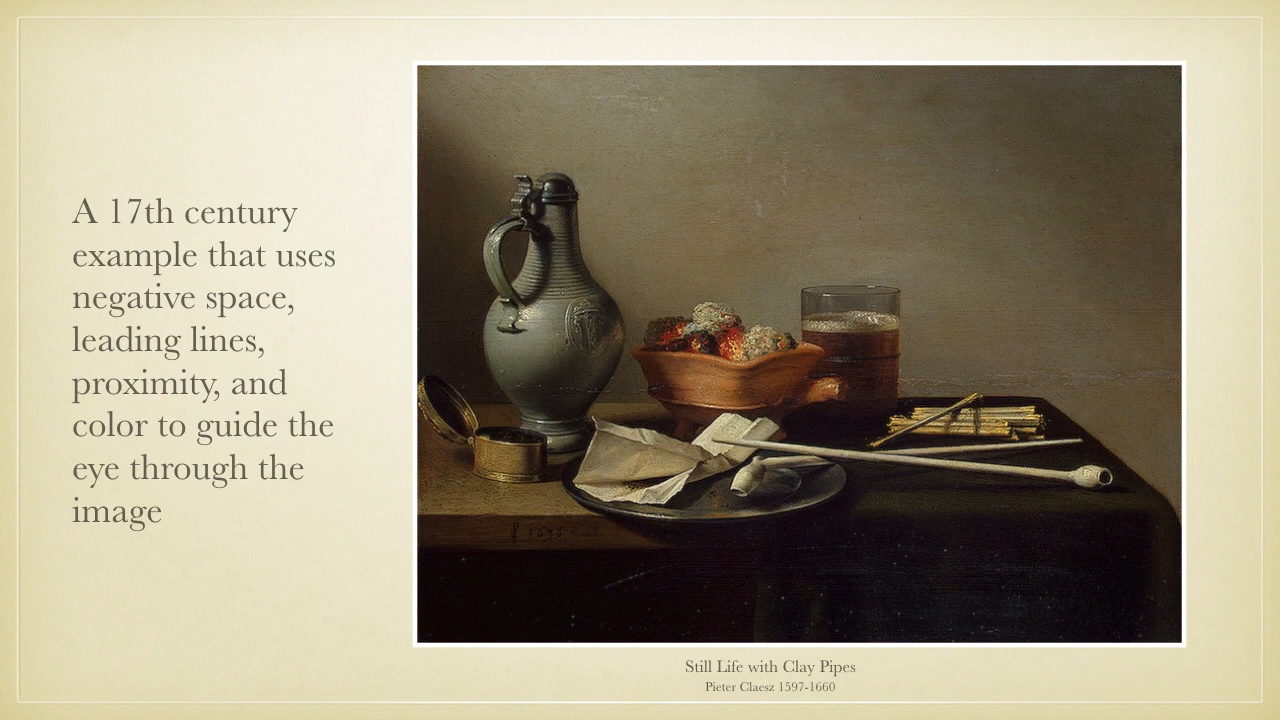 A 17th century
example that uses
negative space,
leading lines,
proximity, and
color to guide the
eye through the
image
Still Life with Clay Pipes
Pieter Claesz 1597-1660